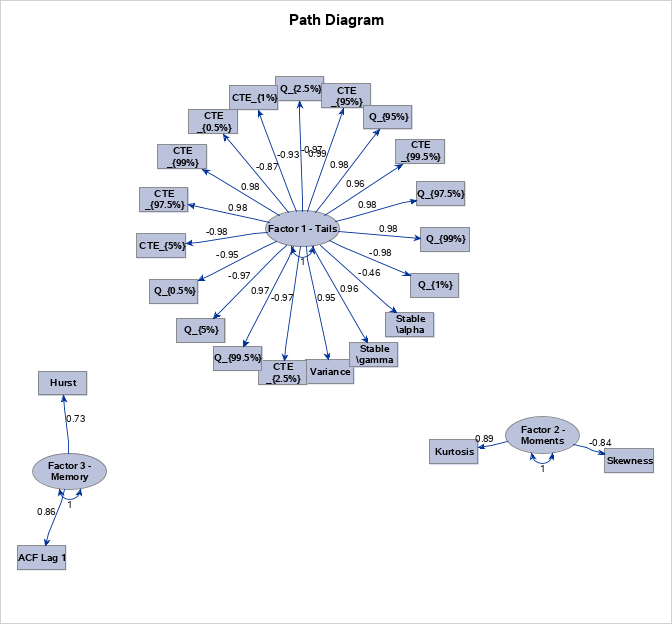 Path Diagram
Q_{2.5%}
CTE
_{95%}
CTE_{1%}
Q_{95%}
CTE
_{0.5%}
CTE
_{99.5%}
CTE
_{99%}
Q_{97.5%}
CTE
_{97.5%}
Q_{99%}
CTE_{5%}
Q_{1%}
Q_{0.5%}
Stable
\alpha
Q_{5%}
Stable
\gamma
Q_{99.5%}
CTE
_{2.5%}
Variance
Factor 1 - Tails
1
-0.97
0.99
-0.93
0.98
-0.87
0.96
0.98
0.98
0.98
0.98
-0.98
-0.98
-0.95
-0.46
-0.97
0.96
0.97
-0.97
0.95
Hurst
0.73
Factor 3 -
Memory
1
0.86
ACF Lag 1
Factor 2 -
Moments
1
0.89
-0.84
Kurtosis
Skewness